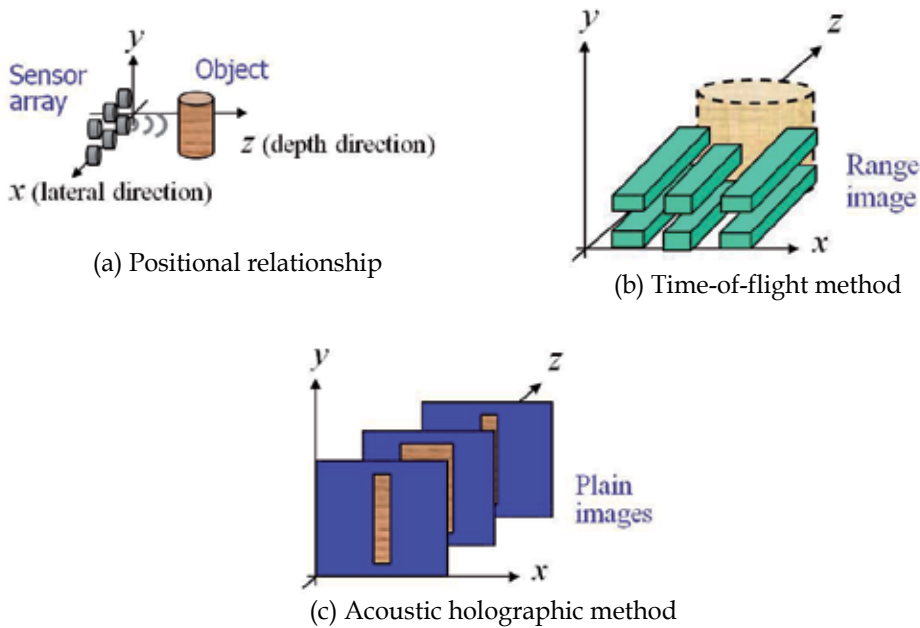 y
Sensor
array
Object
z (depth direction)
x (lateral direction)
(a) Positional relationship
y
z
Range
image
x
(b) Time-of-flight method
y
z
Plain
images
x
(c) Acoustic holographic method